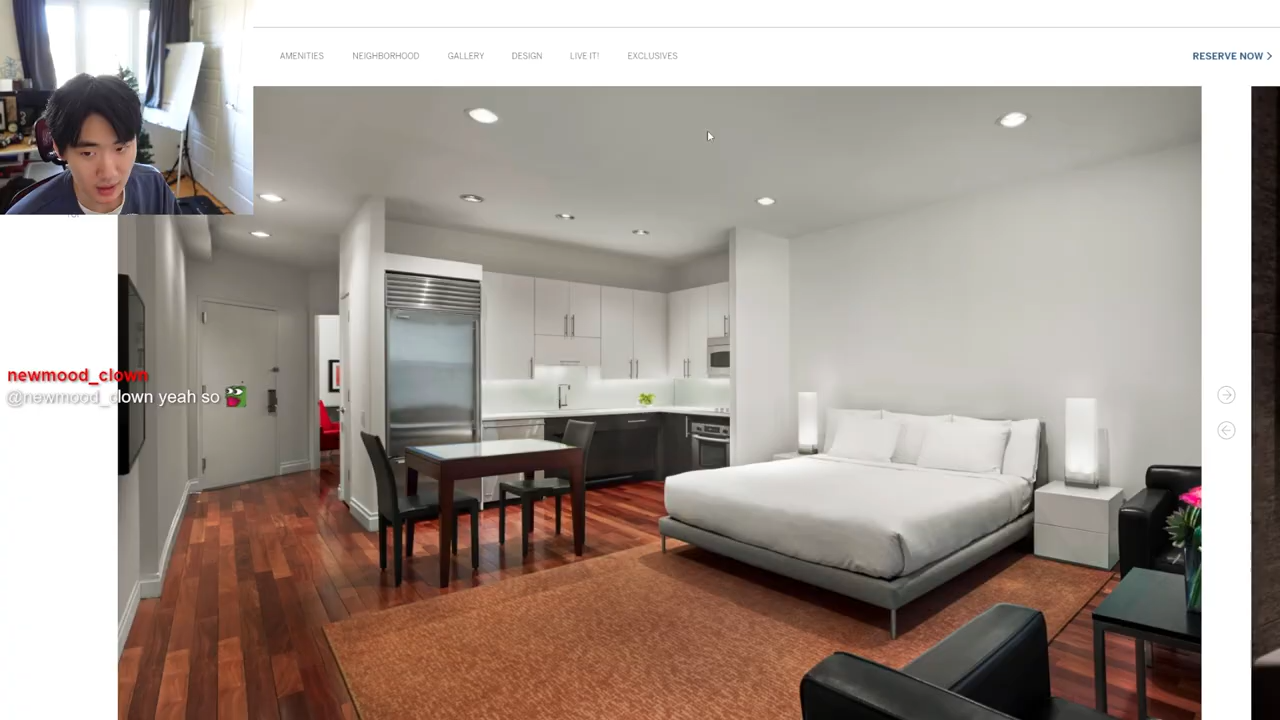 AMENITIES NEIGHBORHOOD GALLERY DESIGN LIVE IT! EXCLUSIVES RESERVE NOW
newmood_clown
@newmood_clown yeah so